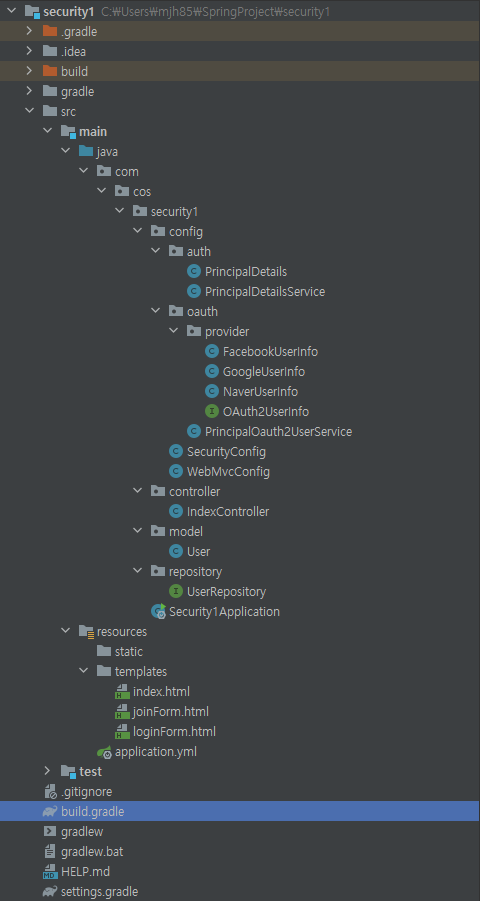 security1 C:￦Users￦mjh85￦SpringProject￦security1
.gradle
.idea
build
gradle
src
main
java
com
cos
security1
config
auth
PrincipalDetails
PrincipalDetailsService
oauth
provider
FacebookUserInfo
GoogleUserInfo
NaverUserInfo
OAuth2UserInfo
PrincipalOauth2UserService
SecurityConfig
WebMvcConfig
controller
IndexController
model
User
repository
UserRepository
Security1Application
resources
static
templates
index.html
joinForm.html
loginForm.html
application.yml
test
.gitignore
build.gradle
gradlew
gradlew.bat
HELP.md
settings.gradle